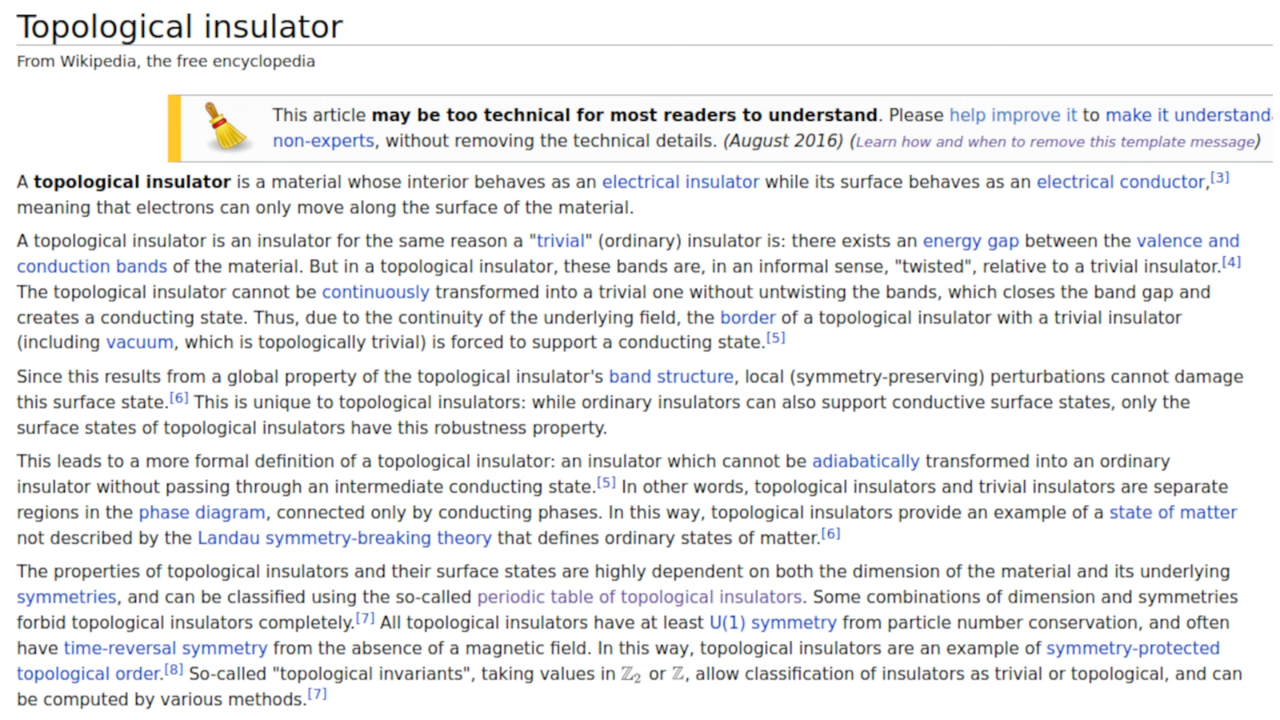 Topological insulator
From Wikipedia, the free encyclopedia
This article may be too technical for most readers to understand. Please help improve it to make it understand
non-experts, without removing the technical details. (August 2016) (Learn how and when to remove this template message)
A topological insulator is a material whose interior behaves as an electrical insulator while its surface behaves as an electrical conductor,[3]
meaning that electrons can only move along the surface of the material.
A topological insulator is an insulator for the same reason a "trivial" (ordinary) insulator is: there exists an energy gap between the valence and
conduction bands of the material. But in a topological insulator, these bands are, in an informal sense, "twisted", relative to a trivial insulator.[4]
The topological insulator cannot be continuously transformed into a trivial one without untwisting the bands, which closes the band gap and
creates a conducting state. Thus, due to the continuity of the underlying field, the border of a topological insulator with a trivial insulator
(including vacuum, which is topologically trivial) is forced to support a conducting state.[5]
Since this results from a global property of the topological insulator's band structure, local (symmetry-preserving) perturbations cannot damage
this surface state.[6] This is unique to topological insulators: while ordinary insulators can also support conductive surface states, only the
surface states of topological insulators have this robustness property.
This leads to a more formal definition of a topological insulator: an insulator which cannot be adiabatically transformed into an ordinary
insulator without passing through an intermediate conducting state.[5] In other words, topological insulators and trivial insulators are separate
regions in the phase diagram, connected only by conducting phases. In this way, topological insulators provide an example of a state of matter
not described by the Landau symmetry-breaking theory that defines ordinary states of matter.[6]
The properties of topological insulators and their surface states are highly dependent on both the dimension of the material and its underlying
symmetries, and can be classified using the so-called periodic table of topological insulators. Some combinations of dimension and symmetries
forbid topological insulators completely.[7] All topological insulators have at least U(1) symmetry from particle number conservation, and often
have time-reversal symmetry from the absence of a magnetic field. In this way, topological insulators are an example of symmetry-protected
topological order.[8] So-called "topological invariants", taking values in ℤ₂ or ℤ, allow classification of insulators as trivial or topological, and can
be computed by various methods.[7]